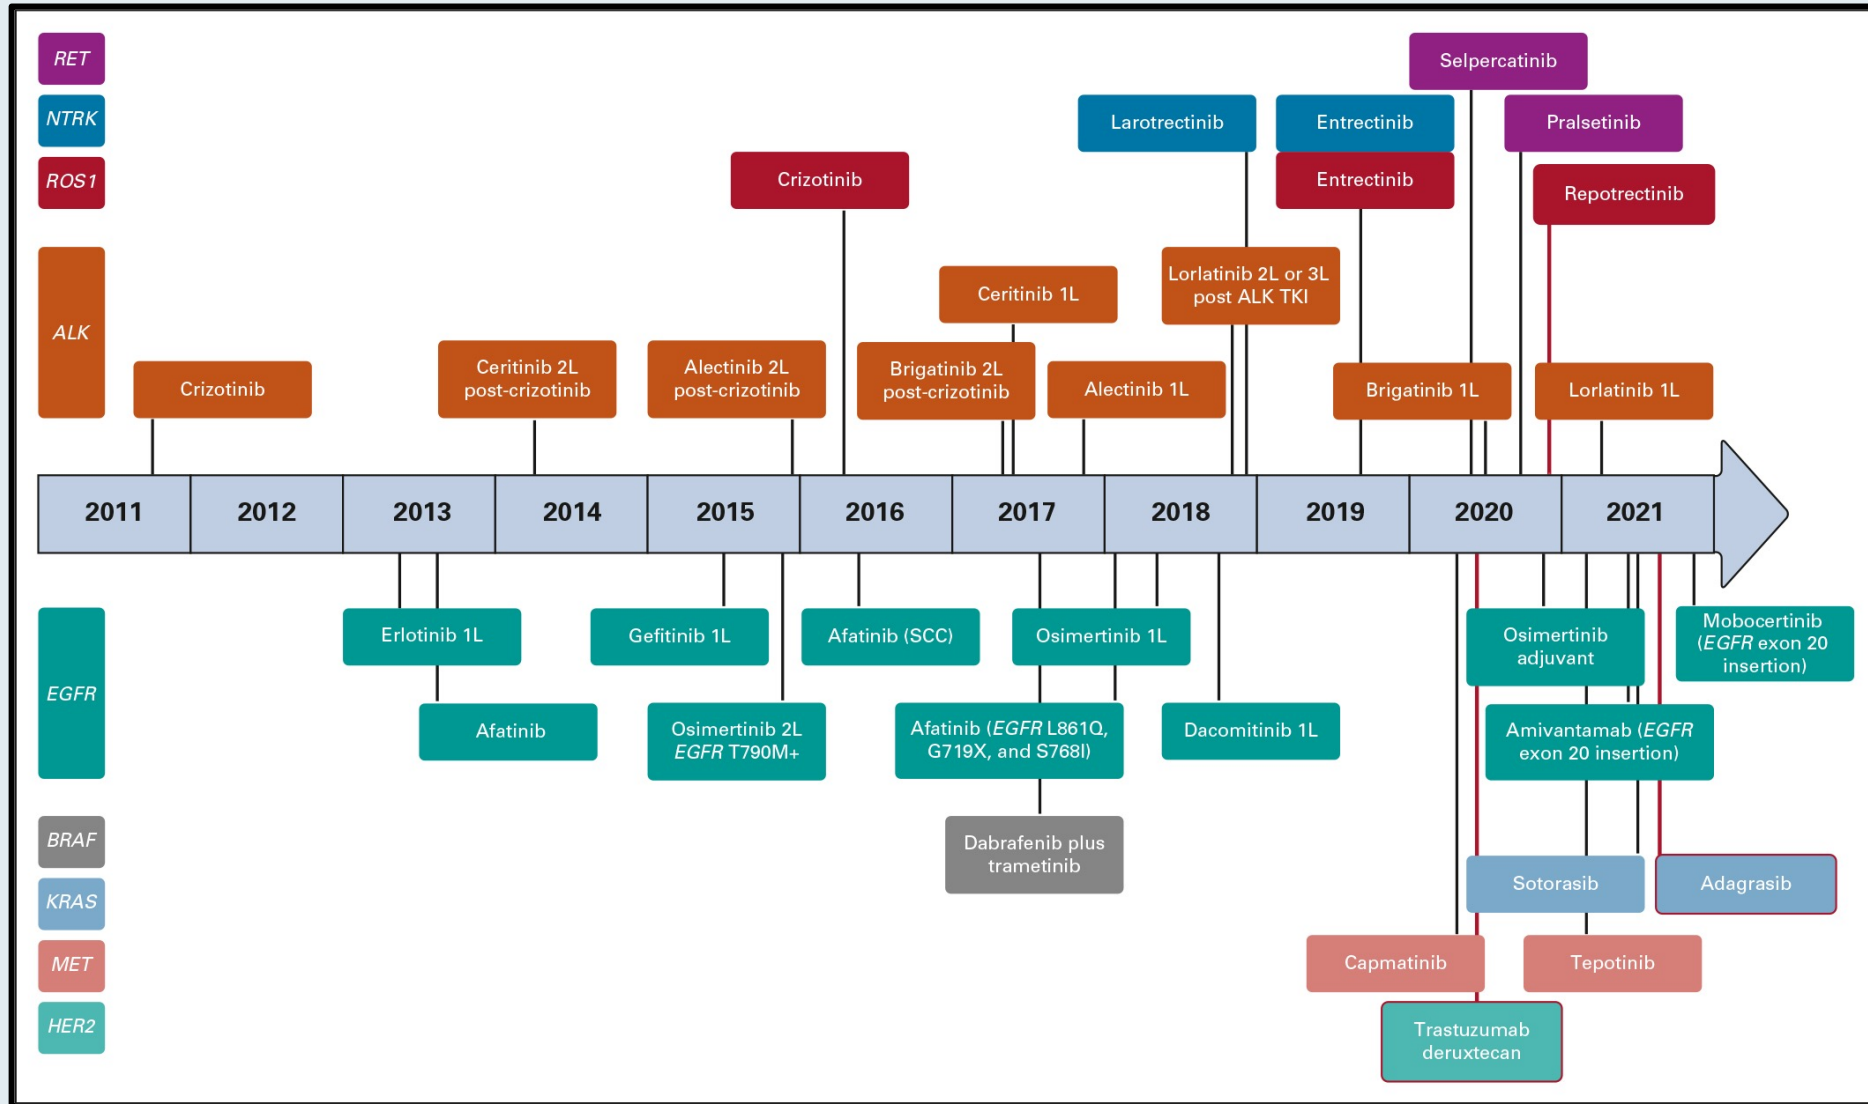 RET
Selpercatinib
NTRK
Larotrectinib
Entrectinib
Pralsetinib
ROS1
Crizotinib
Entrectinib
Repotrectinib
ALK
Ceritinib 1L
Lorlatinib 2L or 3L
post ALK TKI
Crizotinib
Ceritinib 2L
post-crizotinib
Alectinib 2L
post-crizotinib
Brigatinib 2L
post-crizotinib
Alectinib 1L
Brigatinib 1L
Lorlatinib 1L
2011
2012
2013
2014
2015
2016
2017
2018
2019
2020
2021
EGFR
Erlotinib 1L
Gefitinib 1L
Afatinib (SCC)
Osimertinib 1L
Osimertinib
adjuvant
Mobocertinib
(EGFR exon 20
insertion)
Afatinib
Osimertinib 2L
EGFR T790M+
Afatinib (EGFR L861Q,
G719X, and S768I)
Dacomitinib 1L
Amivantamab (EGFR
exon 20 insertion)
BRAF
Dabrafenib plus
trametinib
KRAS
Sotorasib
Adagrasib
MET
Capmatinib
Tepotinib
HER2
Trastuzumab
deruxtecan